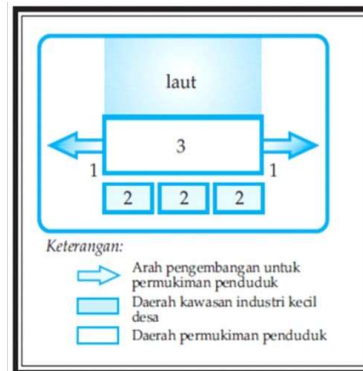 laut
3
1 1
2 2 2
Keterangan:
Arah pengembangan untuk
permukiman penduduk
Daerah kawasan industri kecil
desa
Daerah permukiman penduduk